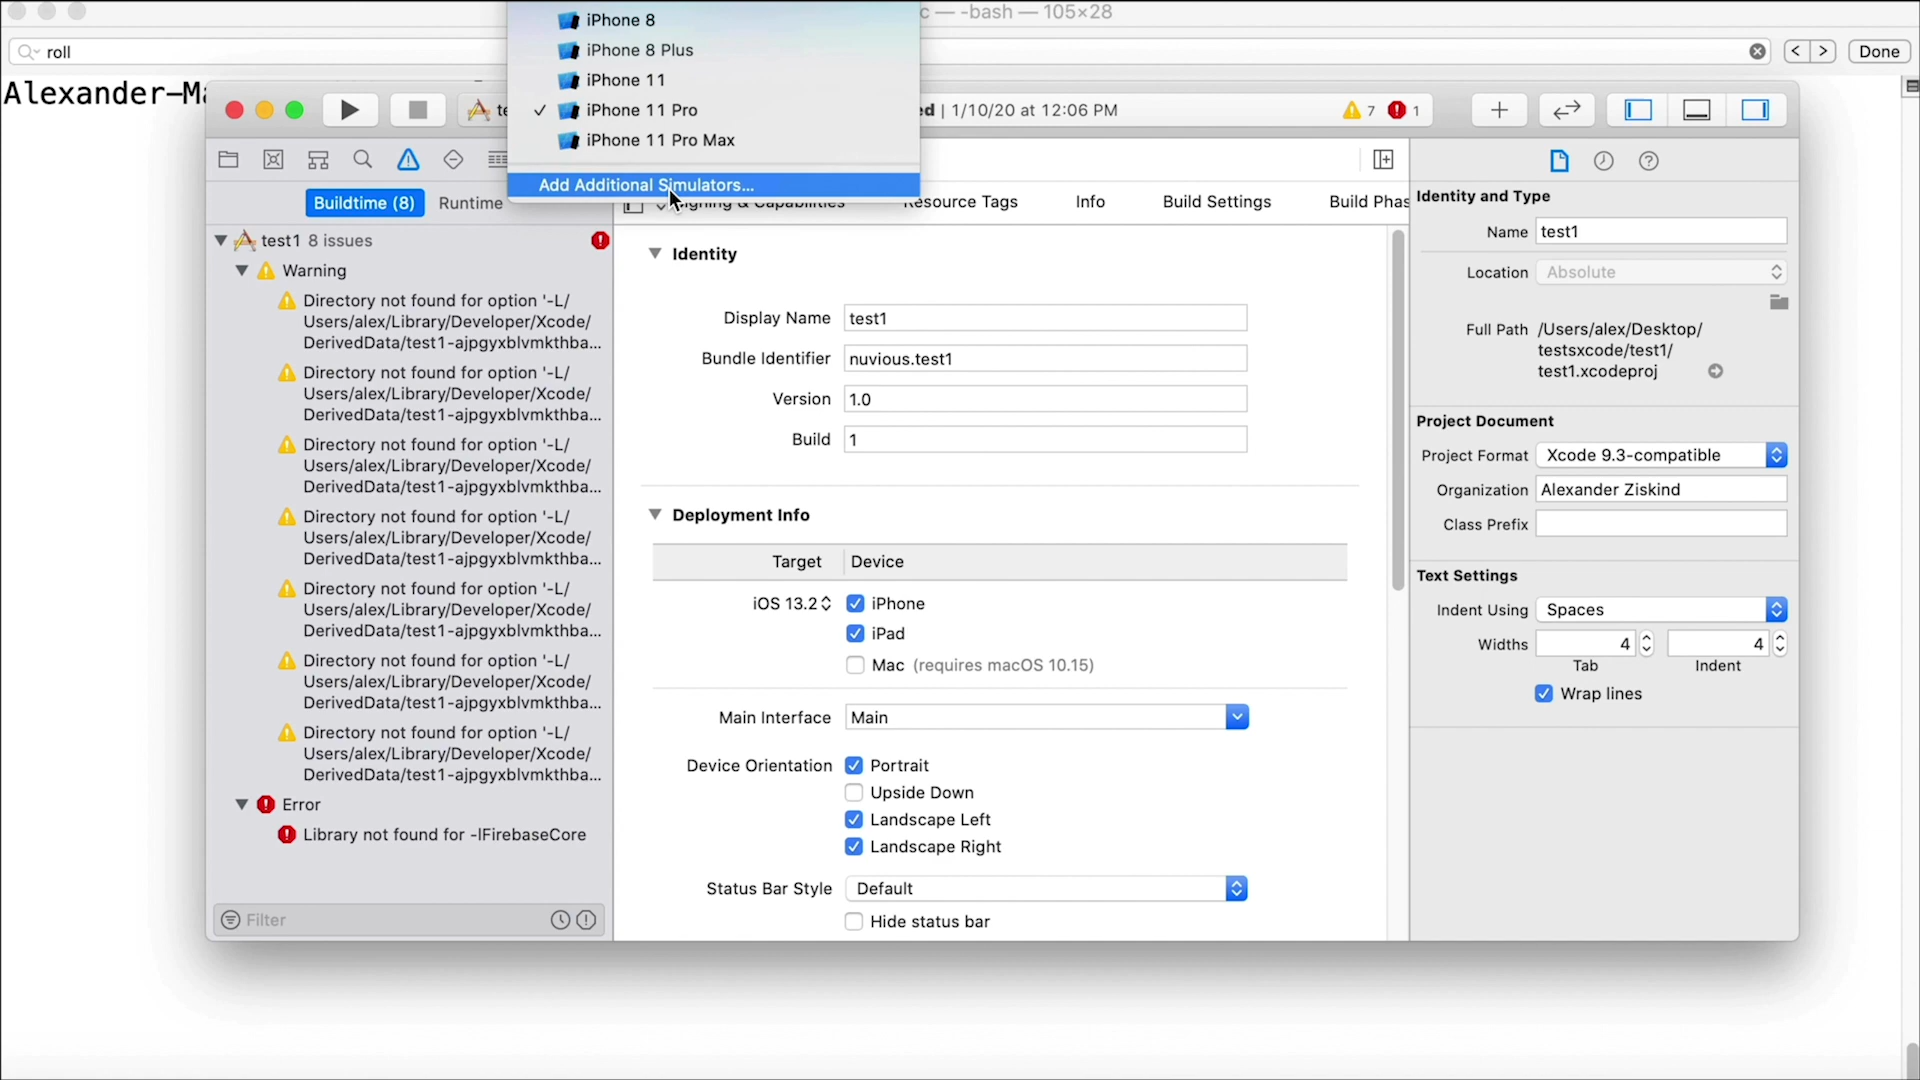 c — -bash — 105×28
roll
Done
Alexander-Ma
iPhone 8
iPhone 8 Plus
iPhone 11
✓ iPhone 11 Pro
iPhone 11 Pro Max
Add Additional Simulators...
te
ed | 1/10/20 at 12:06 PM
7
1
Buildtime (8)
Runtime
Signing & Capabilities
Resource Tags
Info
Build Settings
Build Phas
test1 8 issues
Warning
Directory not found for option '-L/
Users/alex/Library/Developer/Xcode/
DerivedData/test1-ajpgyxblvmkthba...
Directory not found for option '-L/
Users/alex/Library/Developer/Xcode/
DerivedData/test1-ajpgyxblvmkthba...
Directory not found for option '-L/
Users/alex/Library/Developer/Xcode/
DerivedData/test1-ajpgyxblvmkthba...
Directory not found for option '-L/
Users/alex/Library/Developer/Xcode/
DerivedData/test1-ajpgyxblvmkthba...
Directory not found for option '-L/
Users/alex/Library/Developer/Xcode/
DerivedData/test1-ajpgyxblvmkthba...
Directory not found for option '-L/
Users/alex/Library/Developer/Xcode/
DerivedData/test1-ajpgyxblvmkthba...
Directory not found for option '-L/
Users/alex/Library/Developer/Xcode/
DerivedData/test1-ajpgyxblvmkthba...
Error
Library not found for -lFirebaseCore
Filter
Identity
Display Name test1
Bundle Identifier nuvious.test1
Version 1.0
Build 1
Deployment Info
Target Device
iOS 13.2 iPhone
iPad
Mac (requires macOS 10.15)
Main Interface Main
Device Orientation Portrait
Upside Down
Landscape Left
Landscape Right
Status Bar Style Default
Hide status bar
Identity and Type
Name test1
Location Absolute
Full Path /Users/alex/Desktop/
testsxcode/test1/
test1.xcodeproj
Project Document
Project Format Xcode 9.3-compatible
Organization Alexander Ziskind
Class Prefix
Text Settings
Indent Using Spaces
Widths 4 4
Tab Indent
Wrap lines